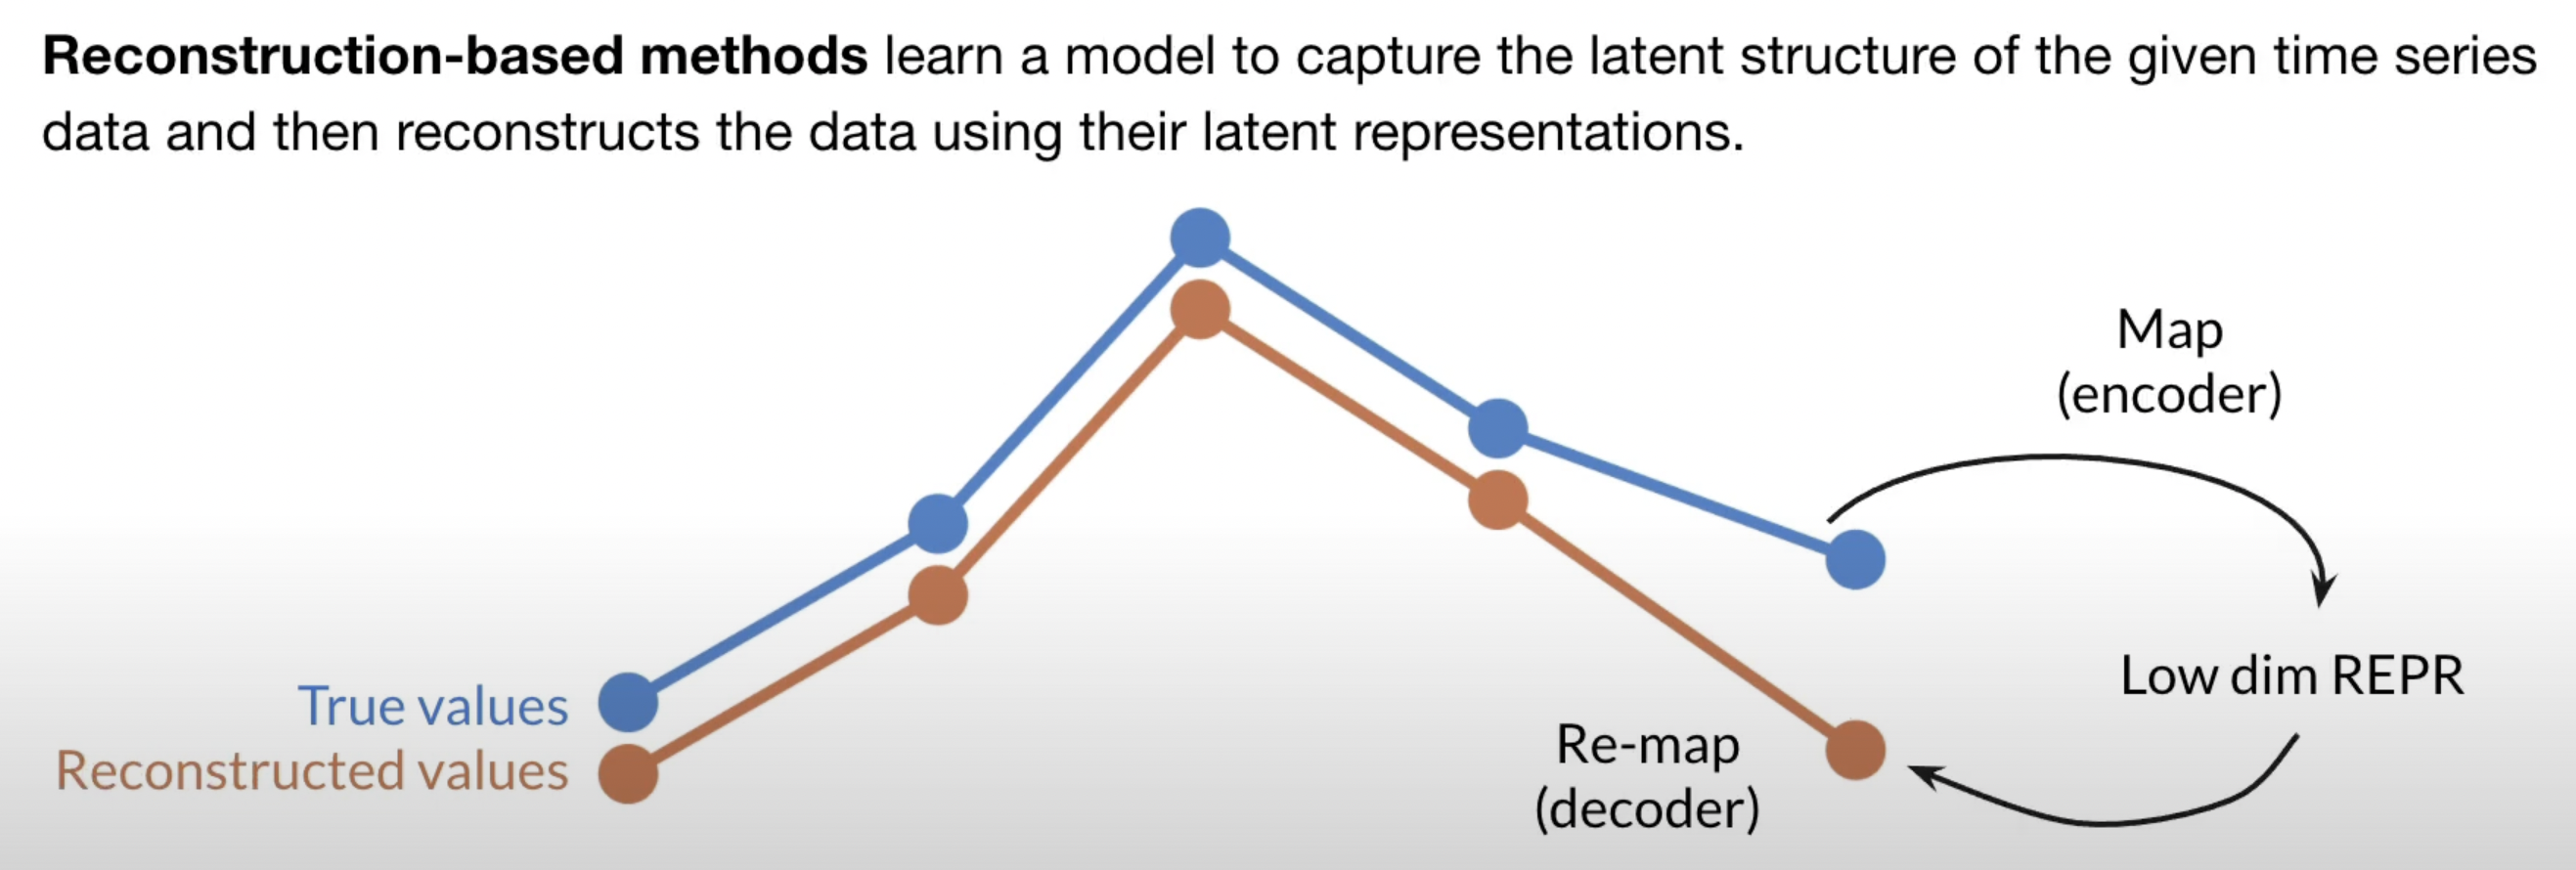 Reconstruction-based methods learn a model to capture the latent structure of the given time series
data and then reconstructs the data using their latent representations.
Map
(encoder)
Low dim REPR
Re-map
(decoder)
True values
Reconstructed values